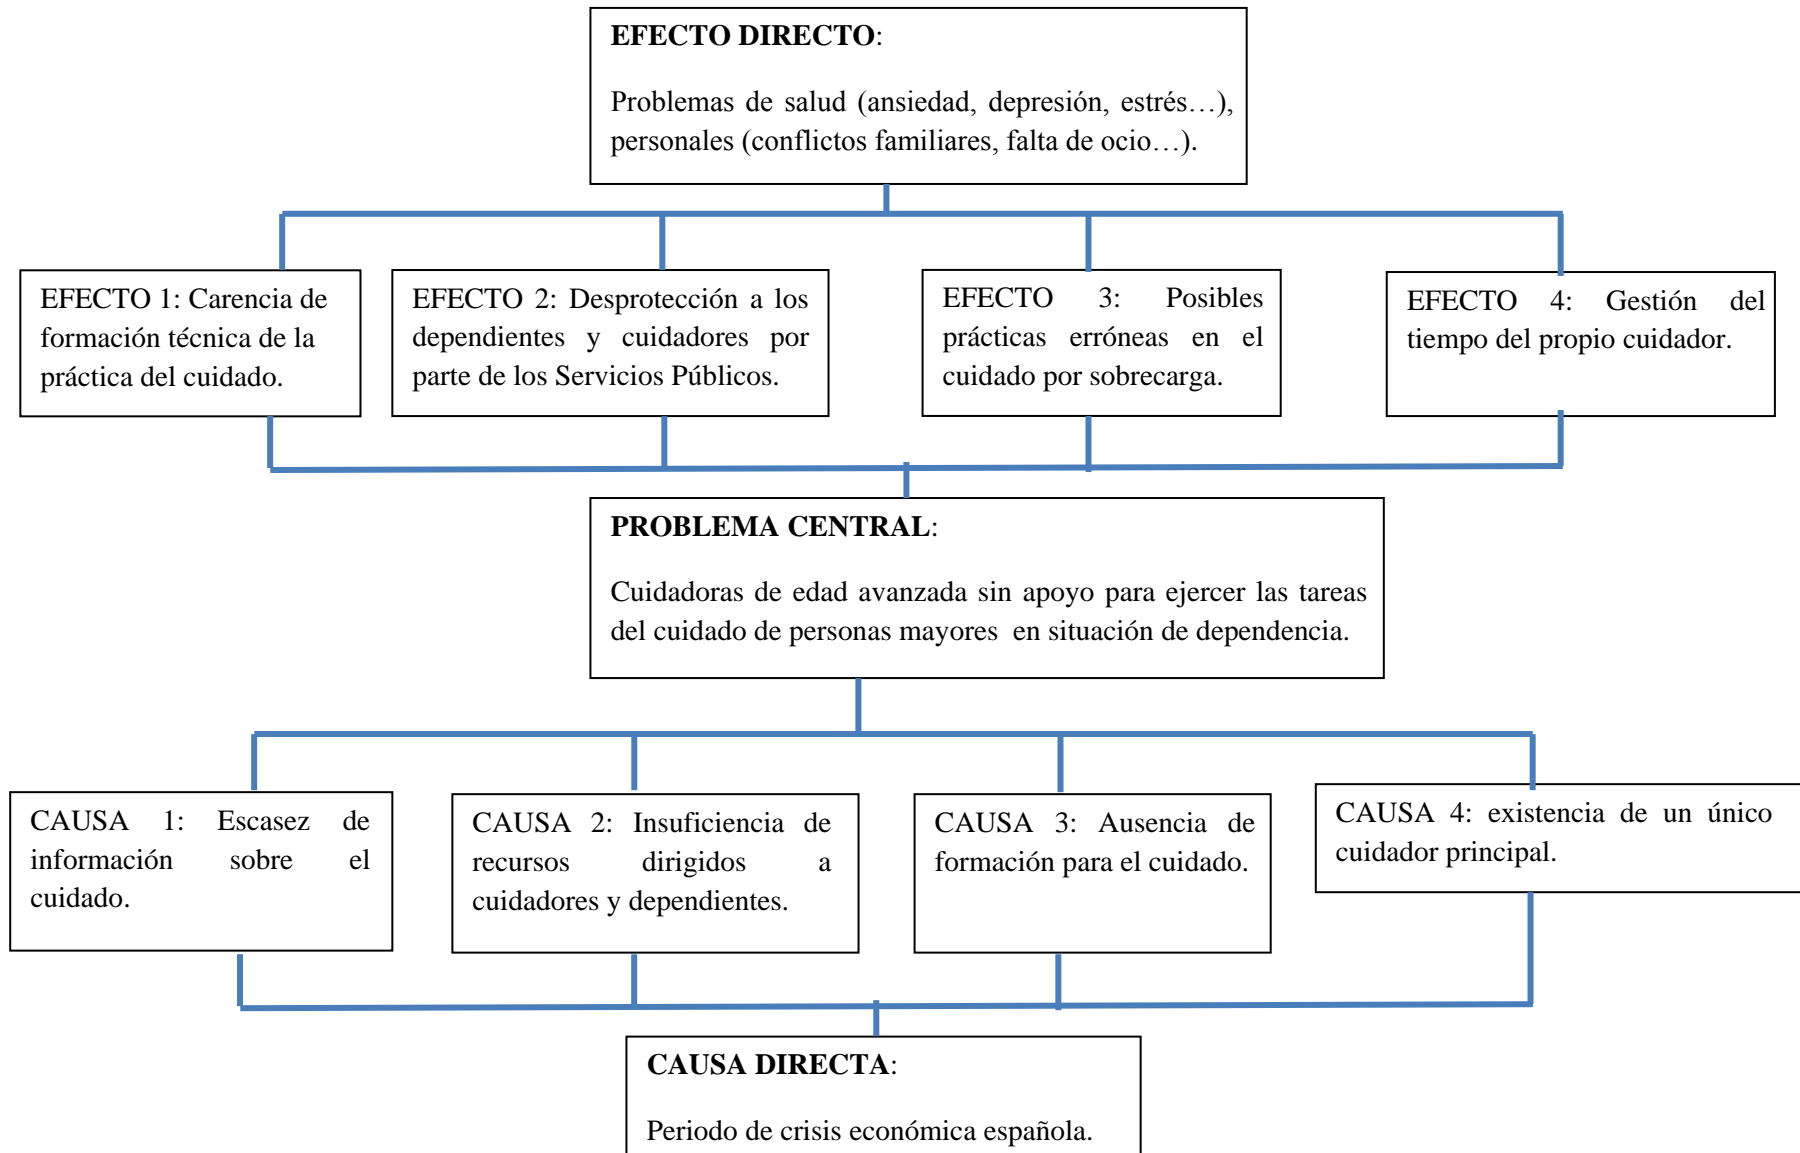 EFECTO DIRECTO:
Problemas de salud (ansiedad, depresión, estrés…),
personales (conflictos familiares, falta de ocio…).
EFECTO 1: Carencia de
formación técnica de la
práctica del cuidado.
EFECTO 2: Desprotección a los
dependientes y cuidadores por
parte de los Servicios Públicos.
EFECTO 3: Posibles
prácticas erróneas en el
cuidado por sobrecarga.
EFECTO 4: Gestión del
tiempo del propio cuidador.
PROBLEMA CENTRAL:
Cuidadoras de edad avanzada sin apoyo para ejercer las tareas
del cuidado de personas mayores en situación de dependencia.
CAUSA 1: Escasez de
información sobre el
cuidado.
CAUSA 2: Insuficiencia de
recursos dirigidos a
cuidadores y dependientes.
CAUSA 3: Ausencia de
formación para el cuidado.
CAUSA 4: existencia de un único
cuidador principal.
CAUSA DIRECTA:
Periodo de crisis económica española.